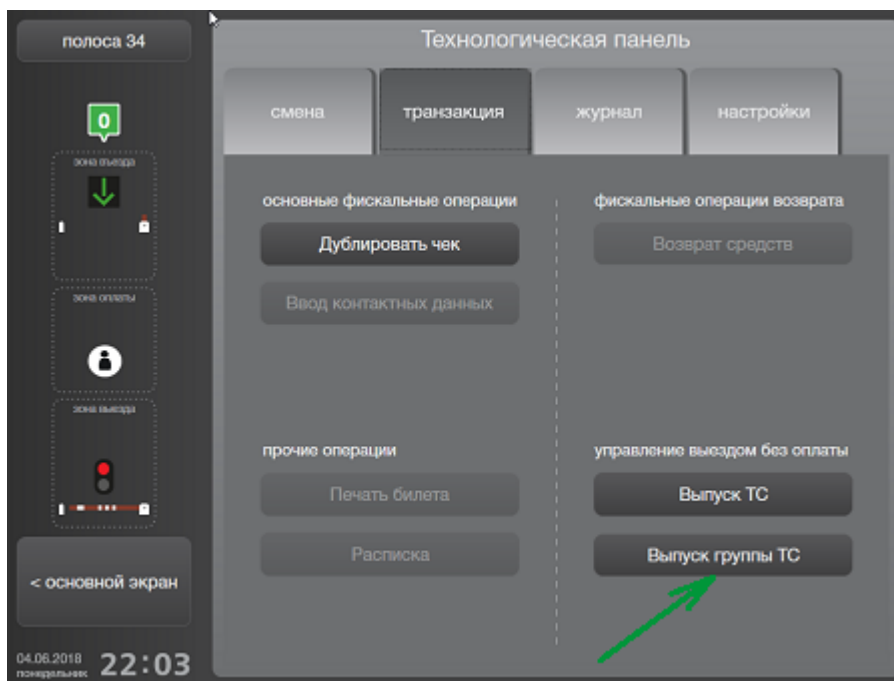 полоса 34
Технологическая панель
смена
транзакция
журнал
настройки
0
зона въезда
зона оплаты
зона выезда
основные фискальные операции
Дублировать чек
Ввод контактных данных
фискальные операции возврата
Возврат средств
прочие операции
Печать билета
Расписка
управление выездом без оплаты
Выпуск ТС
Выпуск группы ТС
< основной экран
04.06.2018
понедельник
22:03